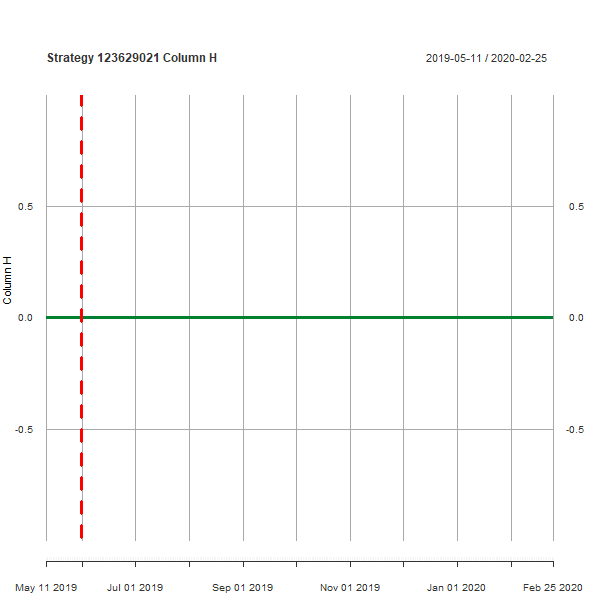 Strategy 123629021 Column H
2019-05-11 / 2020-02-25
0.5
0.5
Column H
0.0
0.0
-0.5
-0.5
May 11 2019
Jul 01 2019
Sep 01 2019
Nov 01 2019
Jan 01 2020
Feb 25 2020